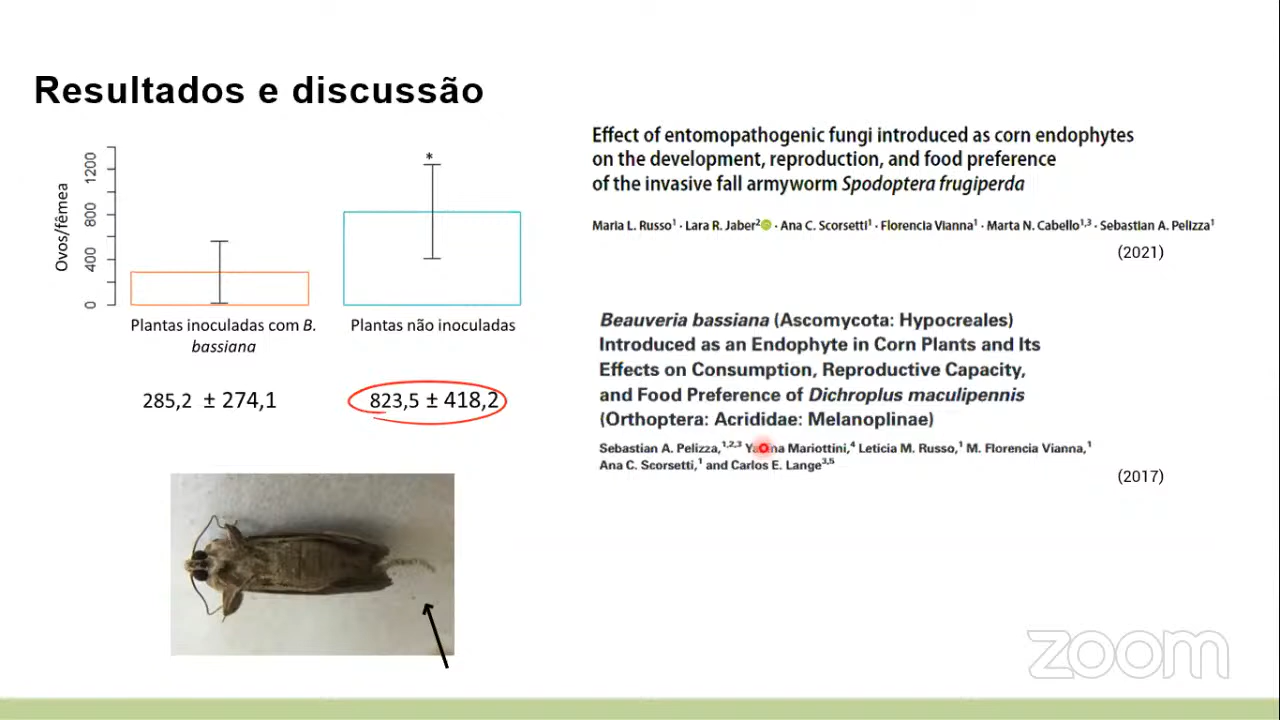 Resultados e discussão
Ovos/fêmea
1200
800
400
0
*
Plantas inoculadas com B.
bassiana
Plantas não inoculadas
285,2 ± 274,1
823,5 ± 418,2
Effect of entomopathogenic fungi introduced as corn endophytes
on the development, reproduction, and food preference
of the invasive fall armyworm Spodoptera frugiperda
Maria L. Russo¹ · Lara R. Jaber² · Ana C. Scorsetti¹ · Florencia Vianna¹ · Marta N. Cabello¹,³ · Sebastian A. Pelizza¹
(2021)
Beauveria bassiana (Ascomycota: Hypocreales)
Introduced as an Endophyte in Corn Plants and Its
Effects on Consumption, Reproductive Capacity,
and Food Preference of Dichroplus maculipennis
(Orthoptera: Acrididae: Melanoplinae)
Sebastian A. Pelizza,¹,²,³ Mariottini,⁴ Leticia M. Russo,¹ M. Florencia Vianna,¹
Ana C. Scorsetti,¹ and Carlos E. Lange³,⁵
(2017)
zoom